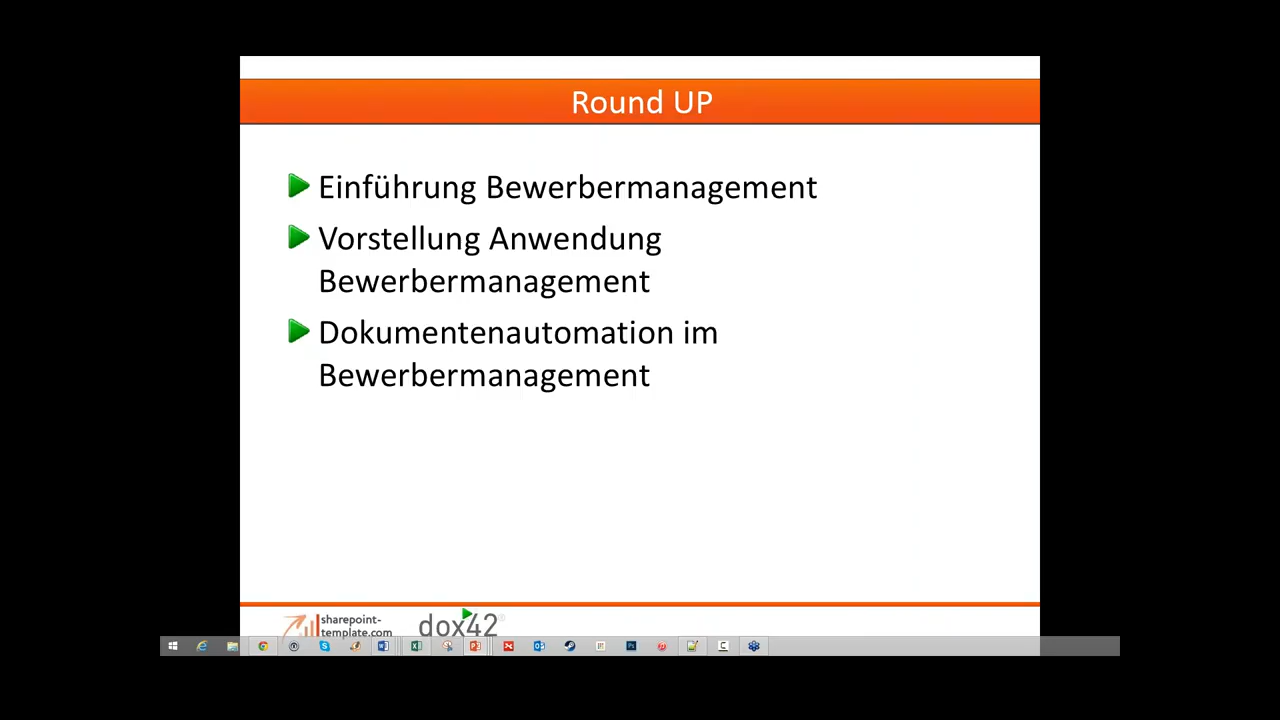 Round UP
Einführung Bewerbermanagement
Vorstellung Anwendung
Bewerbermanagement
Dokumentenautomation im
Bewerbermanagement
sharepoint-
template.com
dox42